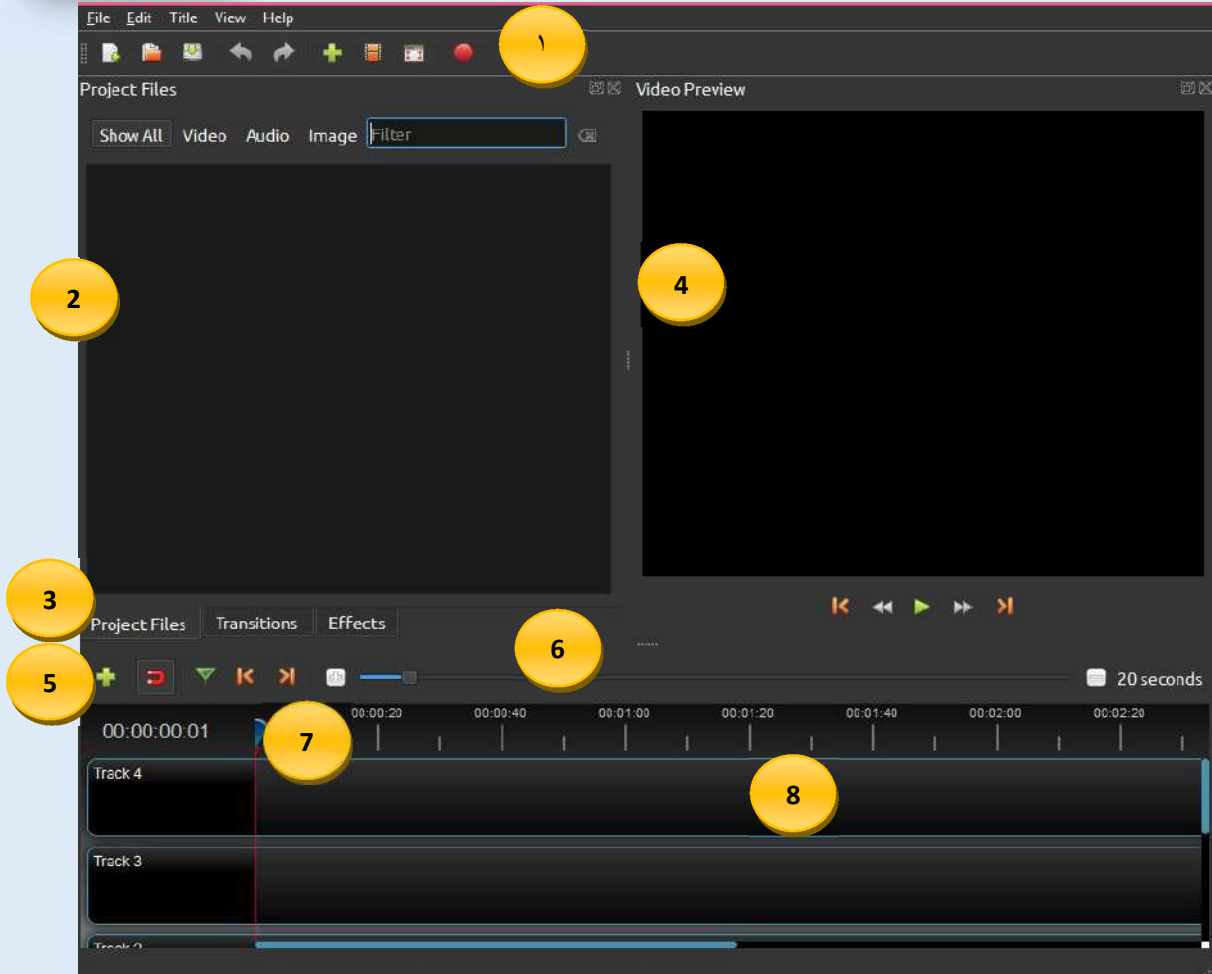 File Edit Title View Help
١
Project Files
Video Preview
Show All Video Audio Image Filter
2
4
3
Project Files Transitions Effects
6
5
20 seconds
00:00:00:01
7
00:00:20 00:00:40 00:01:00 00:01:20 00:01:40 00:02:00 00:02:20
Track 4
8
Track 3
Track 2